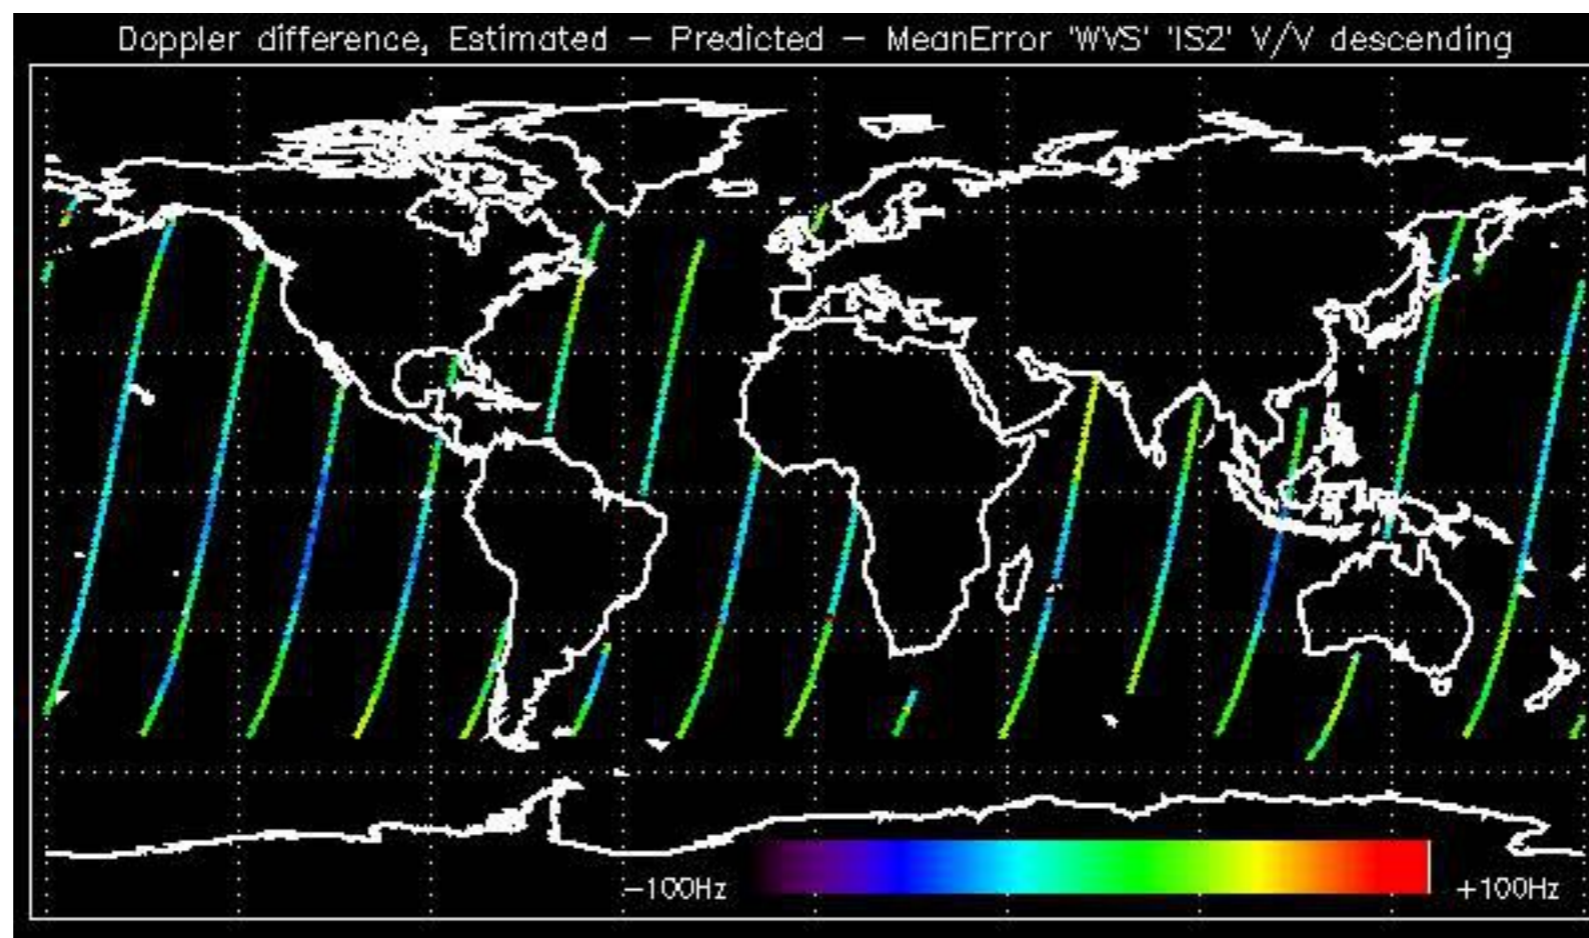 Doppler difference, Estimated – Predicted – MeanError 'WVS' 'IS2' V/V descending
–100Hz +100Hz